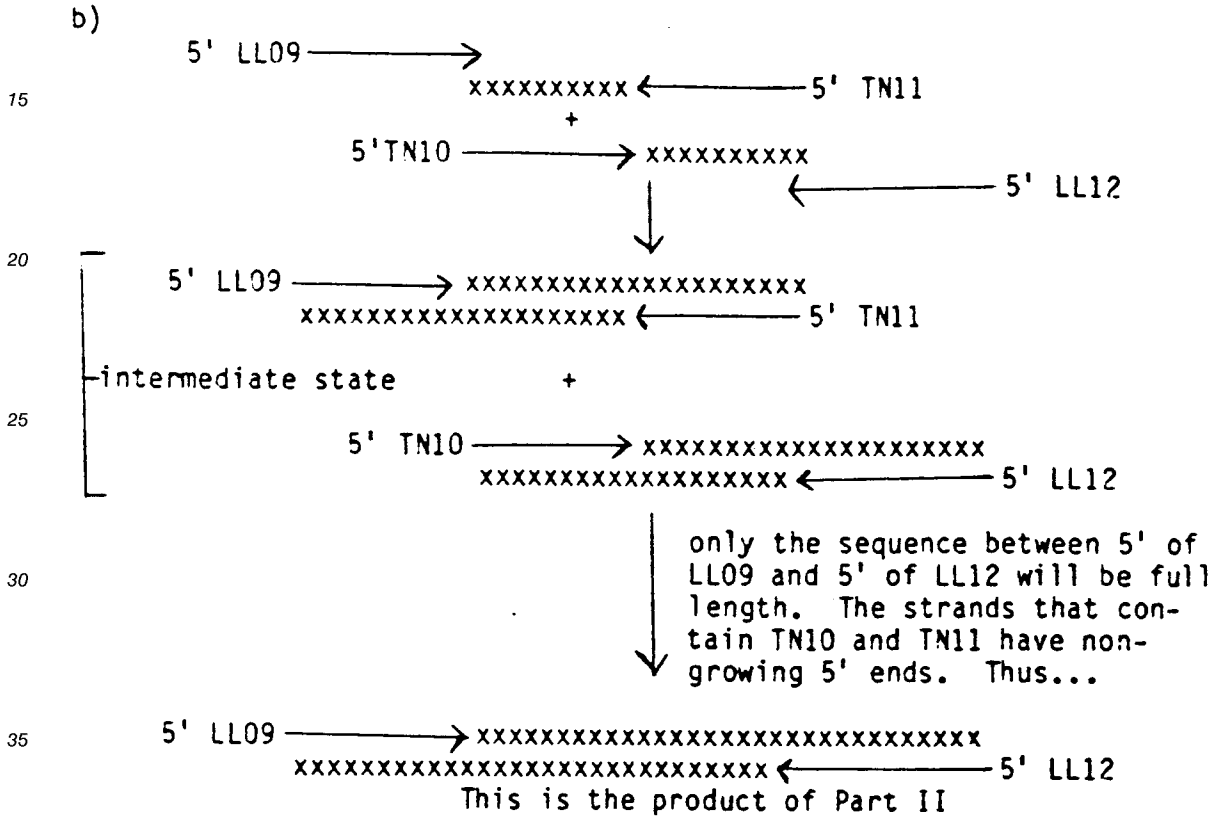 b)
5' LL09
15
xxxxxxxxxx 5' TN11
+
5'TN10 xxxxxxxxxx
5' LL12
20
5' LL09 xxxxxxxxxxxxxxxxxxxxx
xxxxxxxxxxxxxxxxxxxx 5' TN11
intermediate state +
25
5' TN10 xxxxxxxxxxxxxxxxxxxxx
xxxxxxxxxxxxxxxxxxx 5' LL12
only the sequence between 5' of
30 LL09 and 5' of LL12 will be full
length. The strands that con-
tain TN10 and TN11 have non-
growing 5' ends. Thus...
35 5' LL09 xxxxxxxxxxxxxxxxxxxxxxxxxxxxxxx
xxxxxxxxxxxxxxxxxxxxxxxxxxxxx 5' LL12
This is the product of Part II